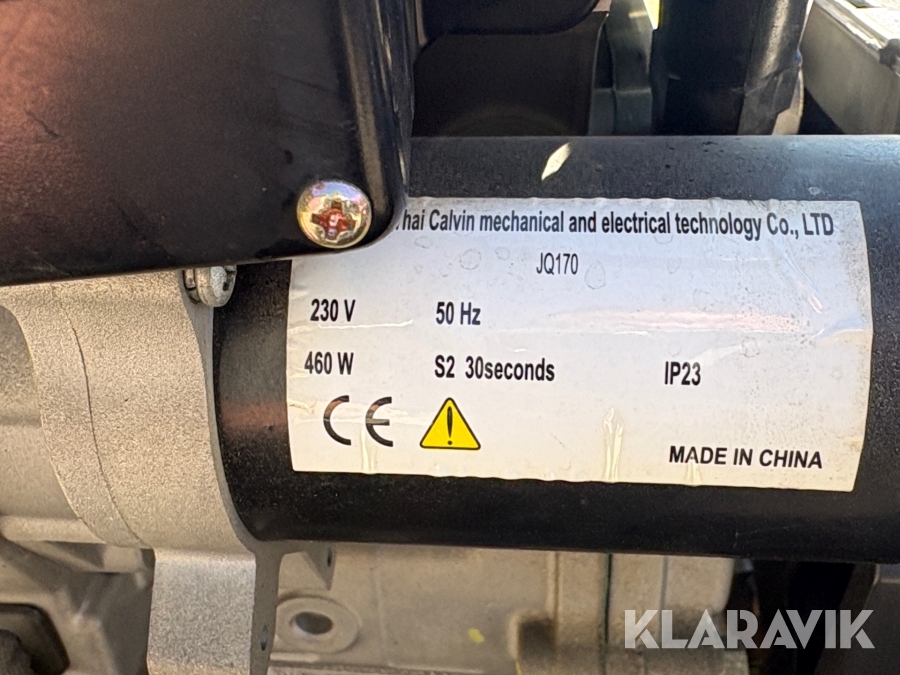 Calvin mechanical and electrical technology Co., LTD
JQ170
230 V 50 Hz
460 W S2 30seconds IP23
CE
MADE IN CHINA
KLARAVIK